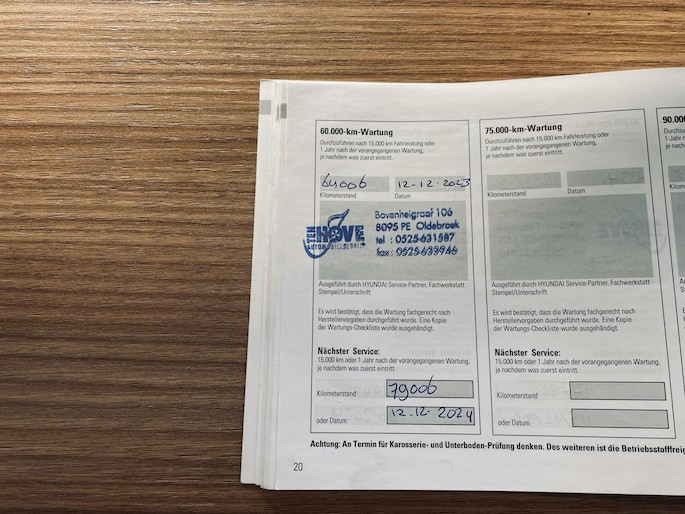 60.000-km-Wartung
Durchzuführen nach 15.000 km Fahrleistung oder
1 Jahr nach der vorangegangenen Wartung,
je nachdem was zuerst eintritt.
64006
12-12-2023
Kilometerstand
Datum
TEN HOVE
AUTOMOBIELBEDRIJF
Bovenheigraaf 106
8095 PE Oldebroek
tel : 0525-631587
fax : 0525-633946
Ausgeführt durch HYUNDAI Service-Partner, Fachwerkstatt
Stempel/Unterschrift
Es wird bestätigt, dass die Wartung fachgerecht nach
Herstellervorgaben durchgeführt wurde. Eine Kopie
der Wartungs-Checkliste wurde ausgehändigt.
Nächster Service:
15.000 km oder 1 Jahr nach der vorangegangenen Wartung,
je nachdem was zuerst eintritt.
Kilometerstand
79006
oder Datum
12-12-2024
75.000-km-Wartung
Durchzuführen nach 15.000 km Fahrleistung oder
1 Jahr nach der vorangegangenen Wartung,
je nachdem was zuerst eintritt.
Kilometerstand
Datum
Ausgeführt durch HYUNDAI Service-Partner, Fachwerkstatt
Stempel/Unterschrift
Es wird bestätigt, dass die Wartung fachgerecht nach
Herstellervorgaben durchgeführt wurde. Eine Kopie
der Wartungs-Checkliste wurde ausgehändigt.
Nächster Service:
15.000 km oder 1 Jahr nach der vorangegangenen Wartung,
je nachdem was zuerst eintritt.
Kilometerstand
oder Datum
90.00
1 Jahr
Achtung: An Termin für Karosserie- und Unterboden-Prüfung denken. Des weiteren ist die Betriebsstofffreig
20